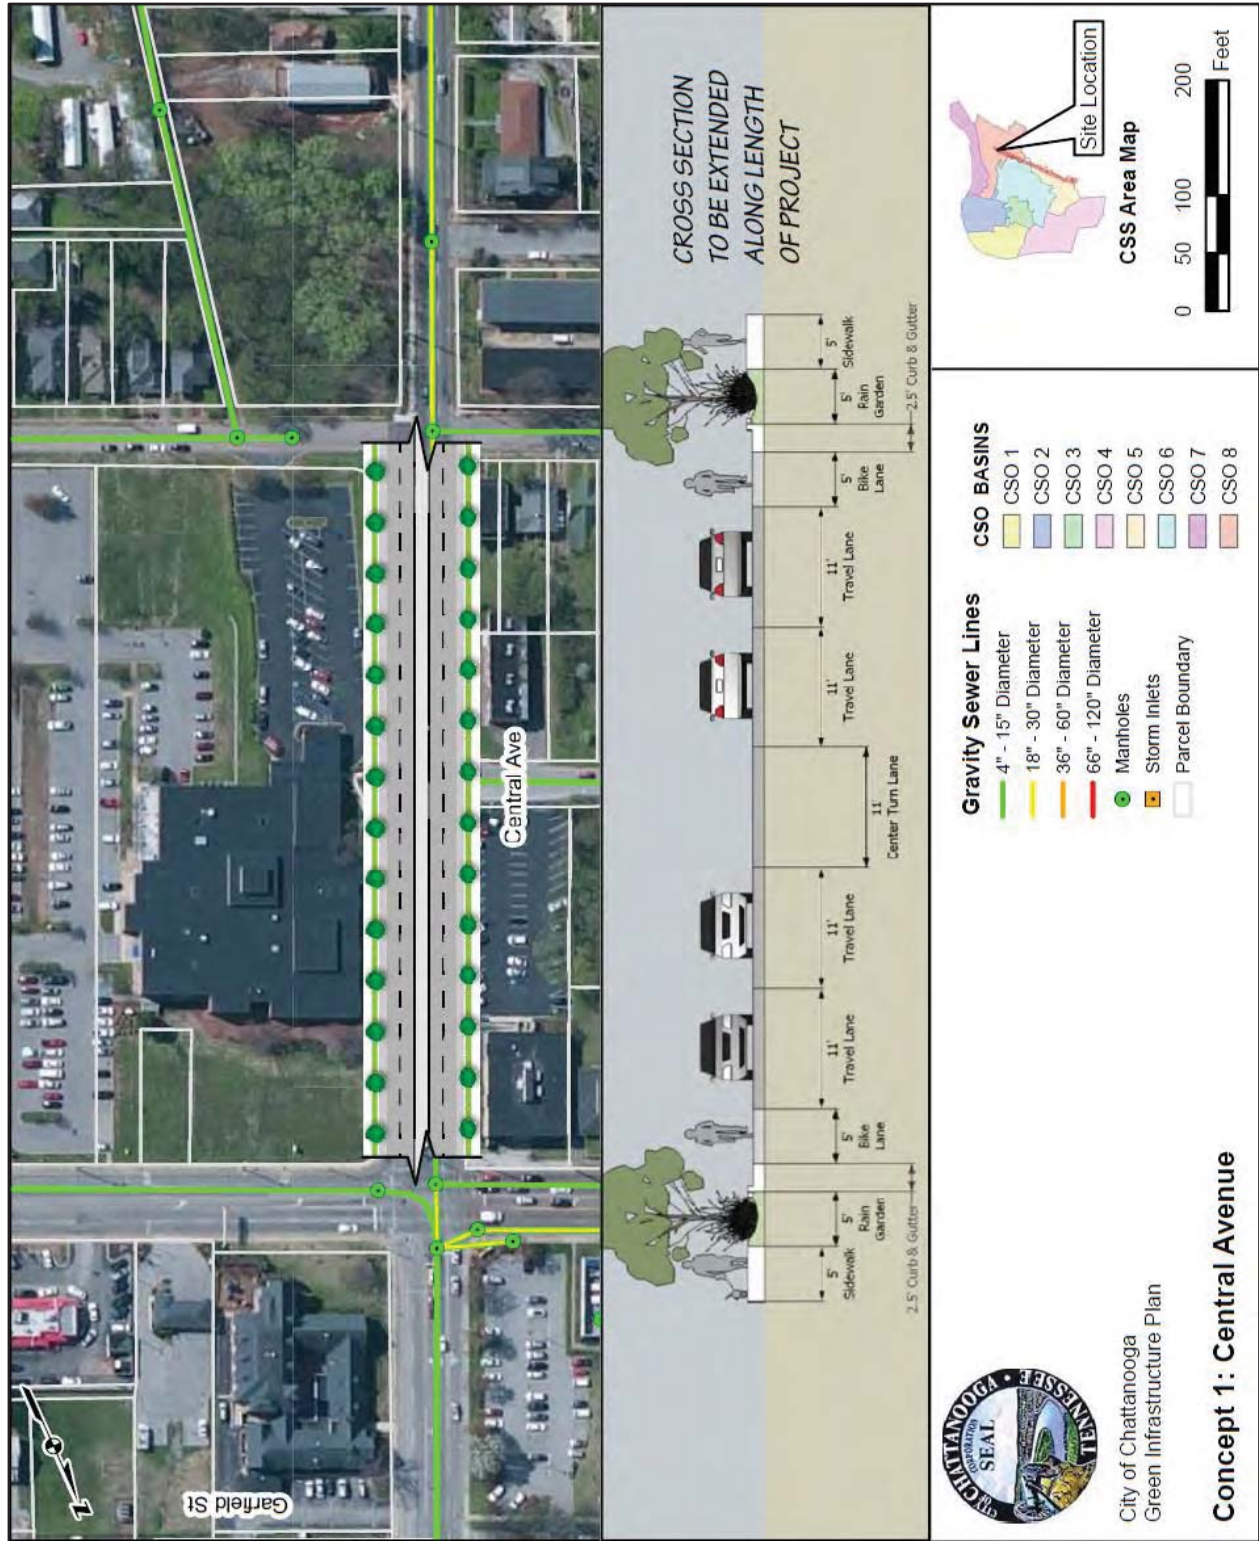 Garfield St
Central Ave
CROSS SECTION
TO BE EXTENDED
ALONG LENGTH
OF PROJECT
5'
Sidewalk
5'
Rain
Garden
2.5' Curb & Gutter
5'
Bike
Lane
11'
Travel Lane
11'
Travel Lane
11'
Center Turn Lane
11'
Travel Lane
11'
Travel Lane
5'
Bike
Lane
5'
Rain
Garden
2.5' Curb & Gutter
5'
Sidewalk
CITY OF CHATTANOOGA • TENNESSEE
CORPORATION
SEAL
City of Chattanooga
Green Infrastructure Plan
Concept 1: Central Avenue
Gravity Sewer Lines
4" - 15" Diameter
18" - 30" Diameter
36" - 60" Diameter
66" - 120" Diameter
Manholes
Storm Inlets
Parcel Boundary
CSO BASINS
CSO 1
CSO 2
CSO 3
CSO 4
CSO 5
CSO 6
CSO 7
CSO 8
Site Location
CSS Area Map
0 50 100 200
Feet
N